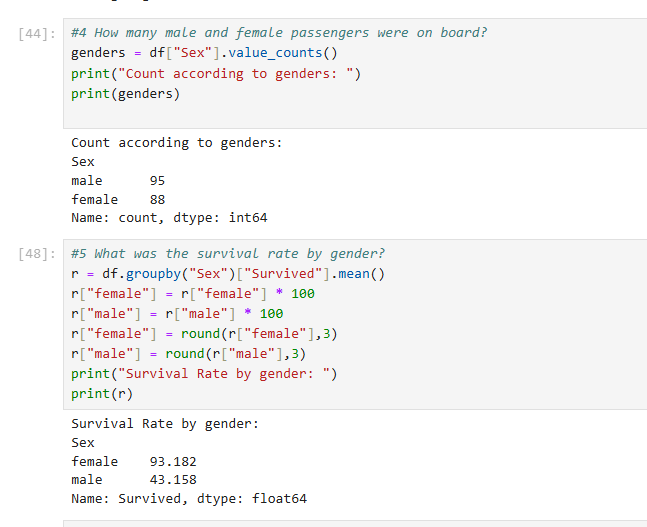 [44]: #4 How many male and female passengers were on board?
genders = df["Sex"].value_counts()
print("Count according to genders: ")
print(genders)
Count according to genders:
Sex
male      95
female    88
Name: count, dtype: int64
[48]: #5 What was the survival rate by gender?
r = df.groupby("Sex")["Survived"].mean()
r["female"] = r["female"] * 100
r["male"] = r["male"] * 100
r["female"] = round(r["female"],3)
r["male"] = round(r["male"],3)
print("Survival Rate by gender: ")
print(r)
Survival Rate by gender:
Sex
female    93.182
male      43.158
Name: Survived, dtype: float64